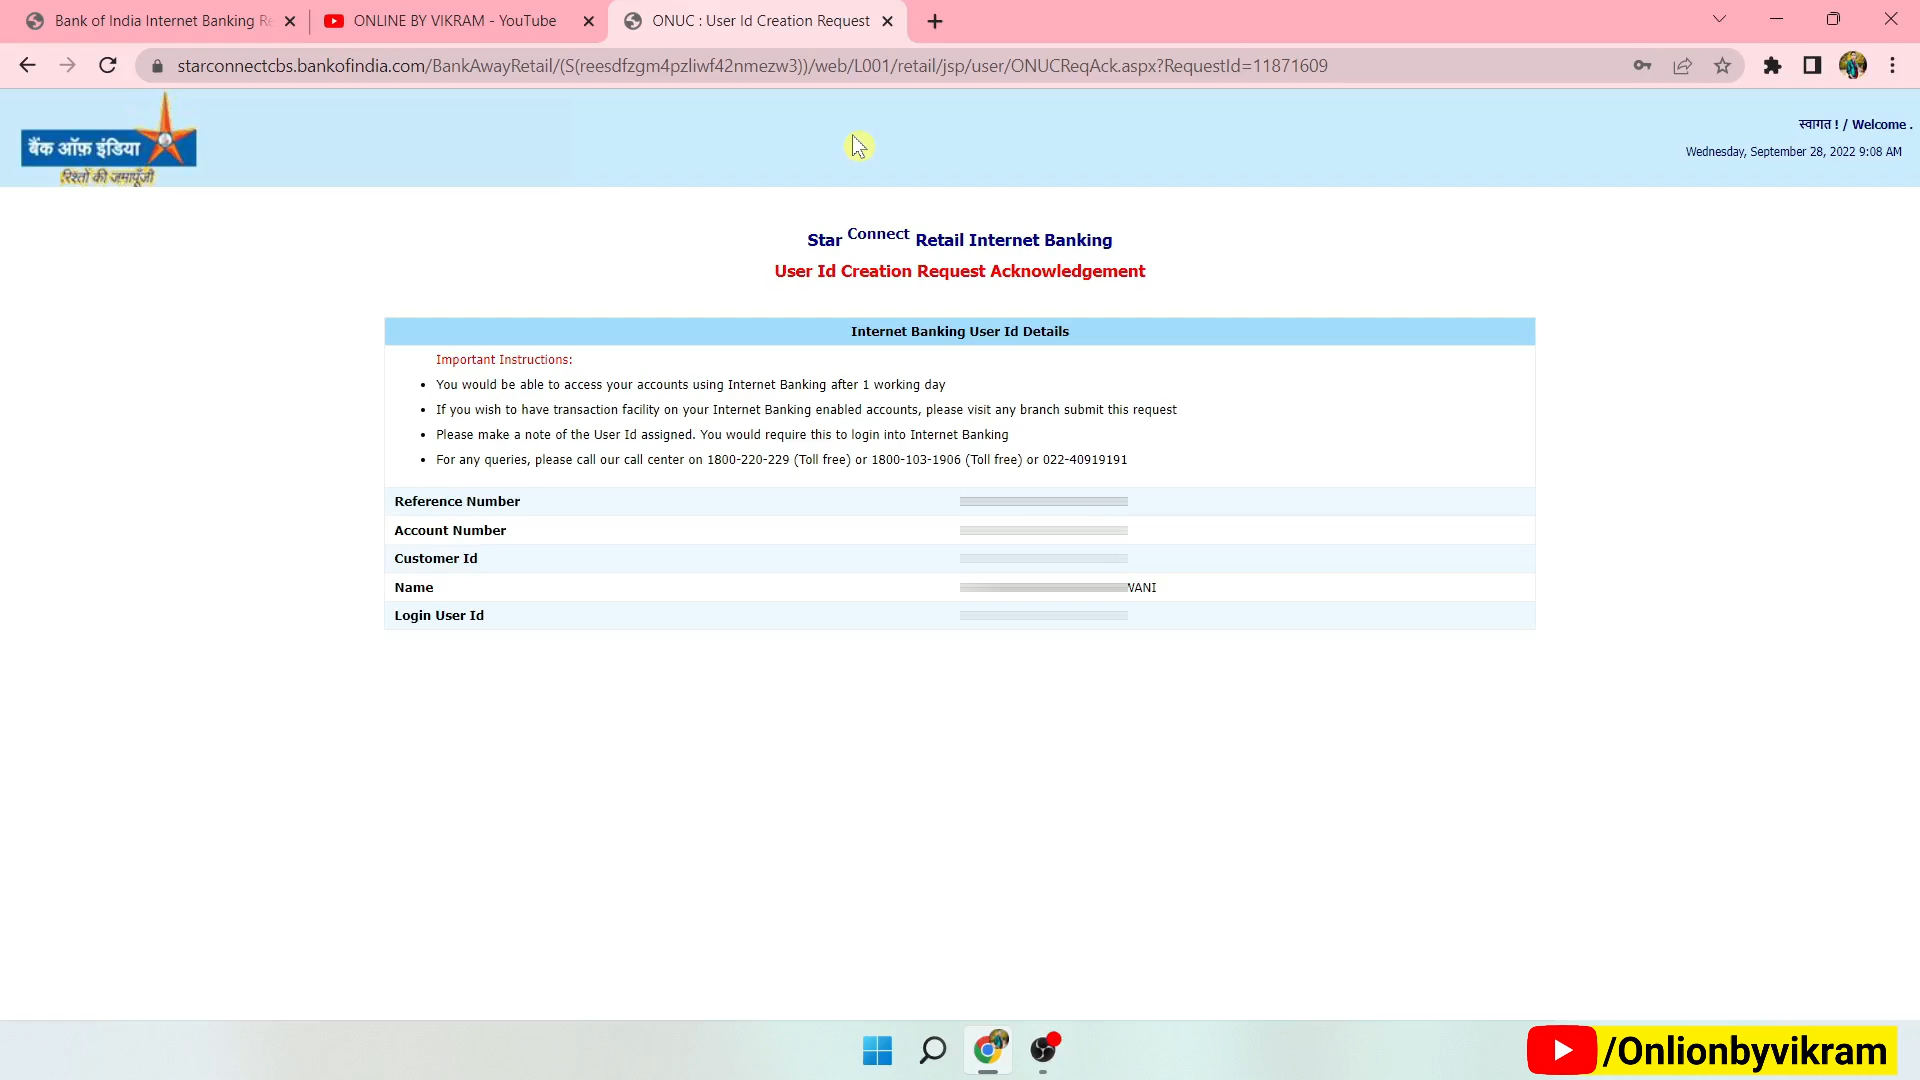 Bank of India Internet Banking Re
ONLINE BY VIKRAM - YouTube
ONUC : User Id Creation Request
starconnectcbs.bankofindia.com/BankAwayRetail/(S(reesdfzgm4pzliwf42nmezw3))/web/L001/retail/jsp/user/ONUCReqAck.aspx?RequestId=11871609
बैंक ऑफ़ इंडिया
रिश्तों की जमापूँजी
स्वागत ! / Welcome .
Wednesday, September 28, 2022 9:08 AM
Star Connect Retail Internet Banking
User Id Creation Request Acknowledgement
Internet Banking User Id Details
Important Instructions:
• You would be able to access your accounts using Internet Banking after 1 working day
• If you wish to have transaction facility on your Internet Banking enabled accounts, please visit any branch submit this request
• Please make a note of the User Id assigned. You would require this to login into Internet Banking
• For any queries, please call our call center on 1800-220-229 (Toll free) or 1800-103-1906 (Toll free) or 022-40919191
Reference Number
Account Number
Customer Id
Name
Login User Id
/Onlionbyvikram